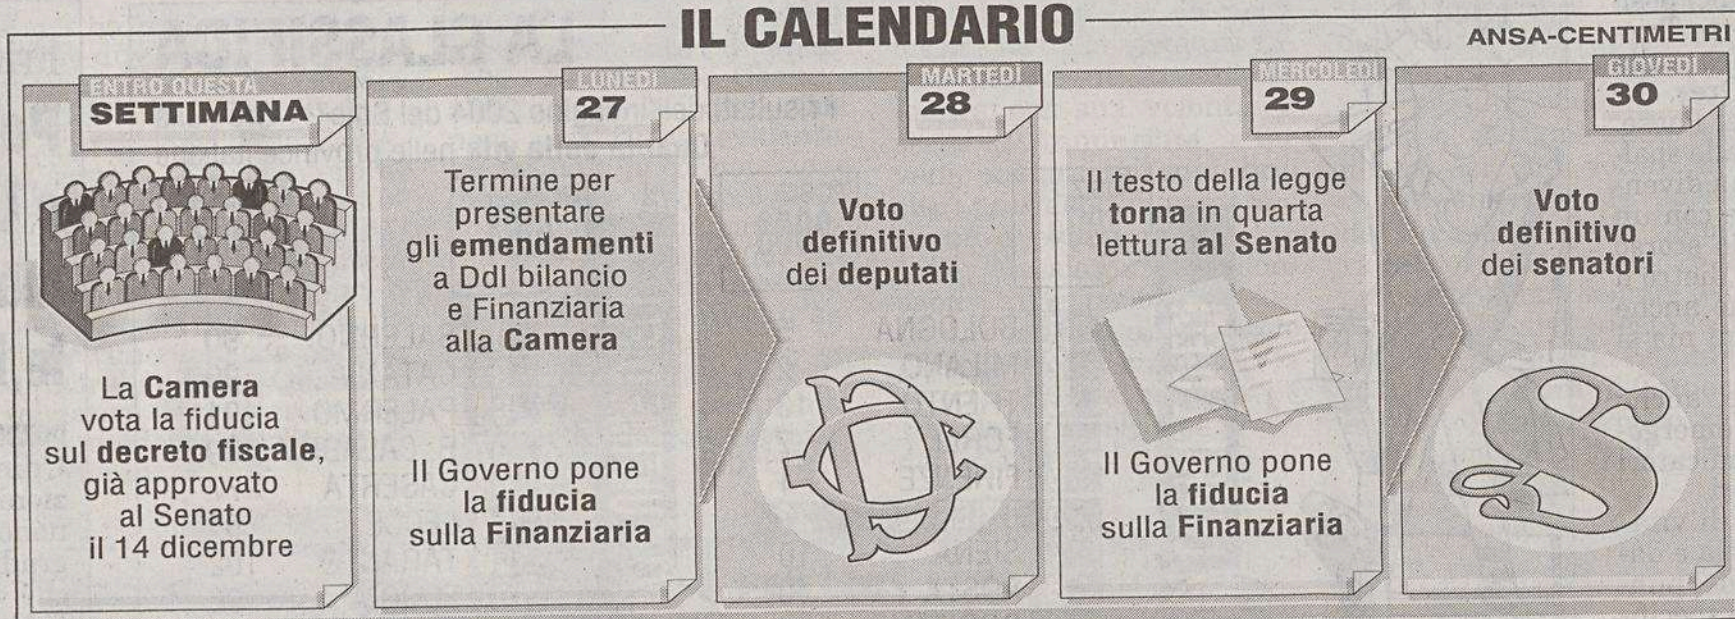 IL CALENDARIO
ANSA-CENTIMETRI
ENTRO QUESTA
SETTIMANA
La Camera
vota la fiducia
sul decreto fiscale,
già approvato
al Senato
il 14 dicembre
LUNEDÌ
27
Termine per
presentare
gli emendamenti
a Ddl bilancio
e Finanziaria
alla Camera
Il Governo pone
la fiducia
sulla Finanziaria
MARTEDÌ
28
Voto
definitivo
dei deputati
MERCOLEDÌ
29
Il testo della legge
torna in quarta
lettura al Senato
Il Governo pone
la fiducia
sulla Finanziaria
GIOVEDÌ
30
Voto
definitivo
dei senatori